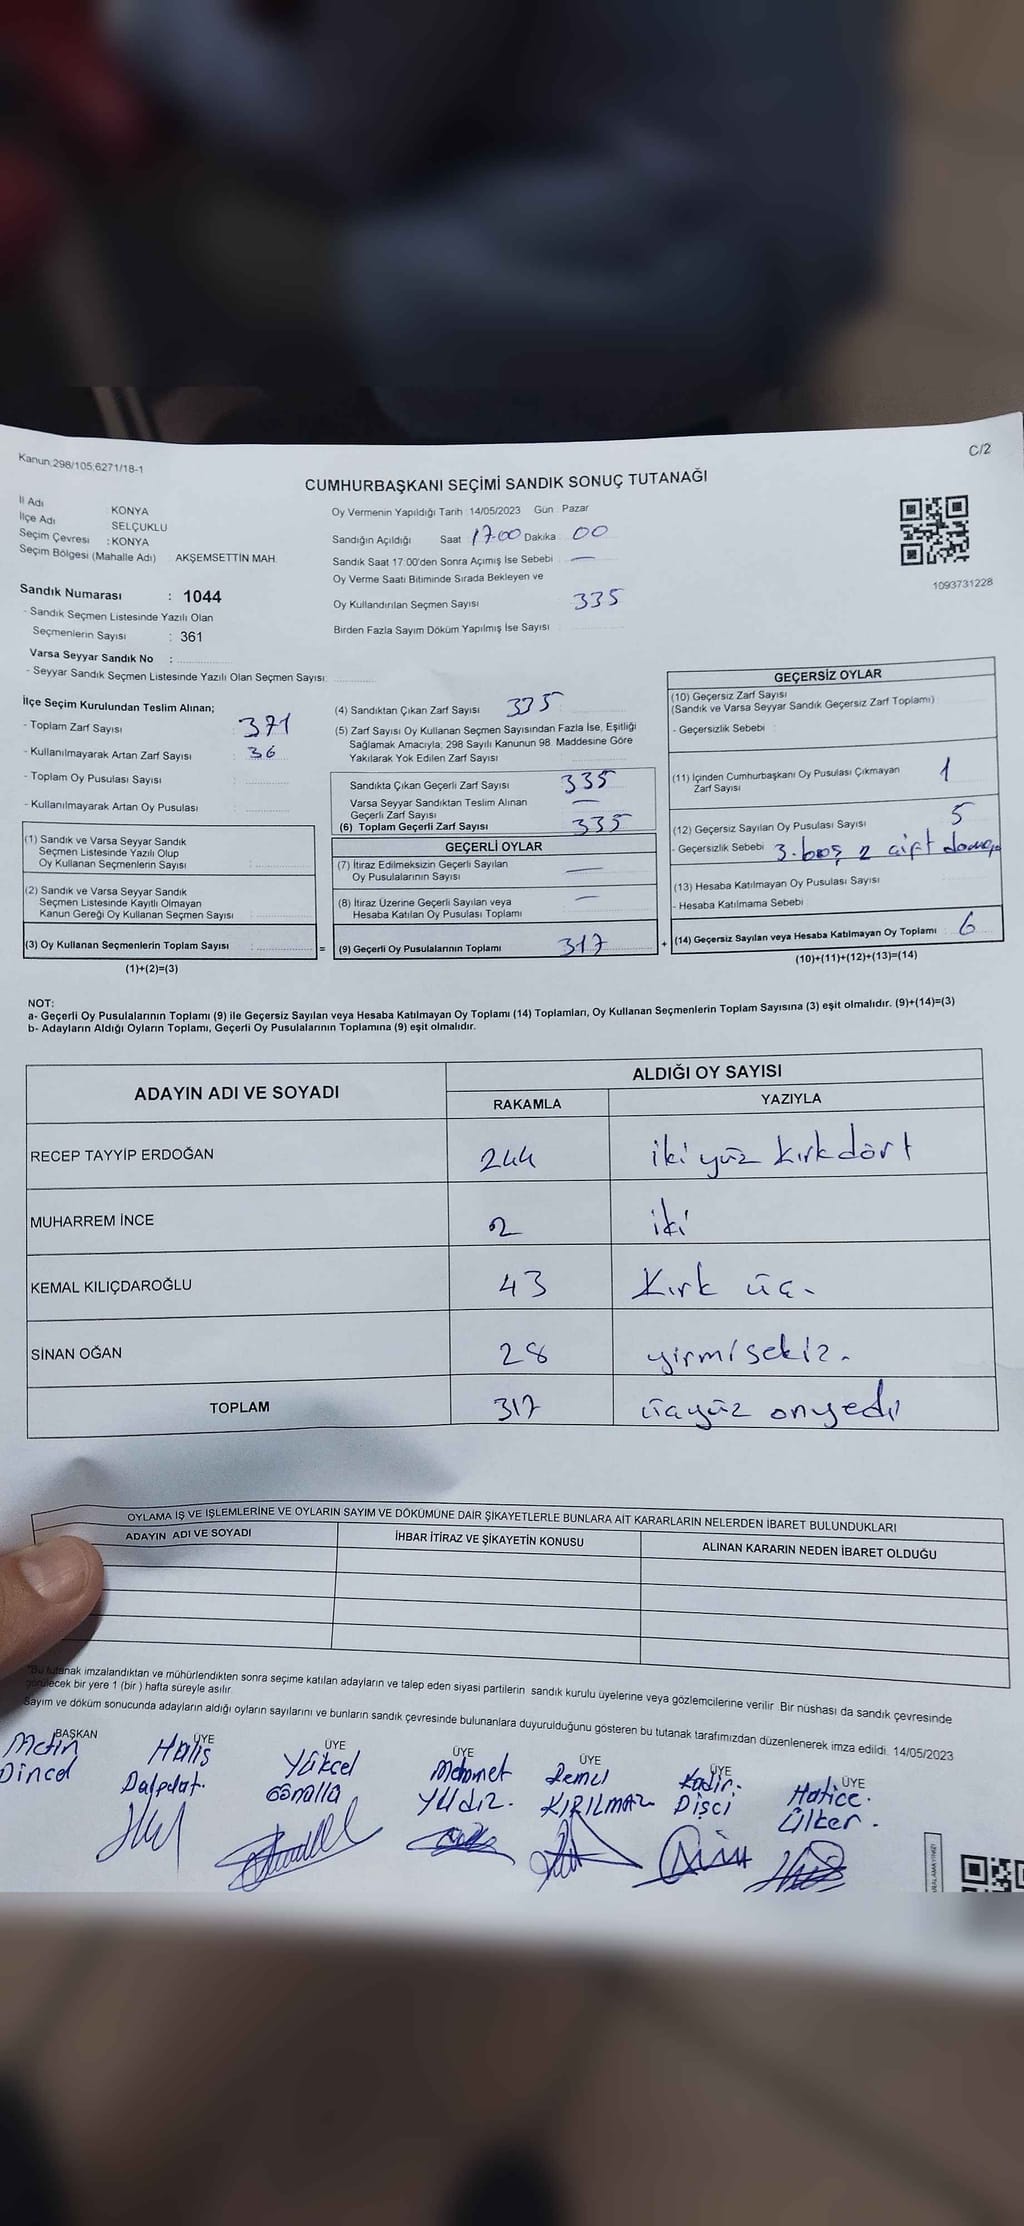 Kanun.298/105,6271/18-1
C/2
CUMHURBAŞKANI SEÇİMİ SANDIK SONUÇ TUTANAĞI
İl Adı : KONYA
İlçe Adı : SELÇUKLU
Seçim Çevresi : KONYA
Seçim Bölgesi (Mahalle Adı) : AKŞEMSETTİN MAH.
Sandık Numarası : 1044
- Sandık Seçmen Listesinde Yazılı Olan
Seçmenlerin Sayısı : 361
Varsa Seyyar Sandık No :
- Seyyar Sandık Seçmen Listesinde Yazılı Olan Seçmen Sayısı:
Oy Vermenin Yapıldığı Tarih :14/05/2023 Gün : Pazar
Sandığın Açıldığı Saat : 17.00 Dakika : 00
Sandık Saat 17:00'den Sonra Açımış İse Sebebi : —
Oy Verme Saati Bitiminde Sırada Bekleyen ve
Oy Kullandırılan Seçmen Sayısı : 335
Birden Fazla Sayım Döküm Yapılmış İse Sayısı :
1093731228
İlçe Seçim Kurulundan Teslim Alınan;
- Toplam Zarf Sayısı : 371
- Kullanılmayarak Artan Zarf Sayısı : 36
- Toplam Oy Pusulası Sayısı :
- Kullanılmayarak Artan Oy Pusulası :
(1) Sandık ve Varsa Seyyar Sandık
Seçmen Listesinde Yazılı Olup
Oy Kullanan Seçmenlerin Sayısı :
(2) Sandık ve Varsa Seyyar Sandık
Seçmen Listesinde Kayıtlı Olmayan
Kanun Gereği Oy Kullanan Seçmen Sayısı :
(3) Oy Kullanan Seçmenlerin Toplam Sayısı :
(1)+(2)=(3)
(4) Sandıktan Çıkan Zarf Sayısı : 335
(5) Zarf Sayısı Oy Kullanan Seçmen Sayısından Fazla İse, Eşitliği
Sağlamak Amacıyla; 298 Sayılı Kanunun 98. Maddesine Göre
Yakılarak Yok Edilen Zarf Sayısı :
Sandıkta Çıkan Geçerli Zarf Sayısı : 335
Varsa Seyyar Sandıktan Teslim Alınan
Geçerli Zarf Sayısı : —
(6) Toplam Geçerli Zarf Sayısı : 335
GEÇERLİ OYLAR
(7) İtiraz Edilmeksizin Geçerli Sayılan
Oy Pusulalarının Sayısı : —
(8) İtiraz Üzerine Geçerli Sayılan veya
Hesaba Katılan Oy Pusulası Toplamı : —
= (9) Geçerli Oy Pusulalarının Toplamı : 317 +
GEÇERSİZ OYLAR
(10) Geçersiz Zarf Sayısı
(Sandık ve Varsa Seyyar Sandık Geçersiz Zarf Toplamı) :
- Geçersizlik Sebebi :
(11) İçinden Cumhurbaşkanı Oy Pusulası Çıkmayan
Zarf Sayısı : 1
(12) Geçersiz Sayılan Oy Pusulası Sayısı : 5
- Geçersizlik Sebebi : 3. boş 2 çift
(13) Hesaba Katılmayan Oy Pusulası Sayısı :
- Hesaba Katılmama Sebebi :
(14) Geçersiz Sayılan veya Hesaba Katılmayan Oy Toplamı : 6
(10)+(11)+(12)+(13)=(14)
NOT:
a- Geçerli Oy Pusulalarının Toplamı (9) ile Geçersiz Sayılan veya Hesaba Katılmayan Oy Toplamı (14) Toplamları, Oy Kullanan Seçmenlerin Toplam Sayısına (3) eşit olmalıdır. (9)+(14)=(3)
b- Adayların Aldığı Oyların Toplamı, Geçerli Oy Pusulalarının Toplamına (9) eşit olmalıdır.
ADAYIN ADI VE SOYADI
ALDIĞI OY SAYISI
RAKAMLA YAZIYLA
RECEP TAYYİP ERDOĞAN 244 iki yüz kırkdört
MUHARREM İNCE 2 iki
KEMAL KILIÇDAROĞLU 43 Kırk üç.
SİNAN OĞAN 28 yirmisekiz.
TOPLAM 317 üçyüz onyedi
OYLAMA İŞ VE İŞLEMLERİNE VE OYLARIN SAYIM VE DÖKÜMÜNE DAİR ŞİKAYETLERLE BUNLARA AİT KARARLARIN NELERDEN İBARET BULUNDUKLARI
ADAYIN ADI VE SOYADI İHBAR İTİRAZ VE ŞİKAYETİN KONUSU ALINAN KARARIN NEDEN İBARET OLDUĞU
*Bu tutanak imzalandıktan ve mühürlendikten sonra seçime katılan adayların ve talep eden siyasi partilerin sandık kurulu üyelerine veya gözlemcilerine verilir. Bir nüshası da sandık çevresinde
görülecek bir yere 1 (bir) hafta süreyle asılır.
Sayım ve döküm sonucunda adayların aldığı oyların sayılarını ve bunların sandık çevresinde bulunanlara duyurulduğunu gösteren bu tutanak tarafımızdan düzenlenerek imza edildi. 14/05/2023
BAŞKAN ÜYE ÜYE ÜYE ÜYE ÜYE ÜYE
Metin Halis Yüksel Mehmet Remzi Kadir. Hatice.
Dincel Dalpolat. Yıldız. KIRILMAZ Dişci Ülker.